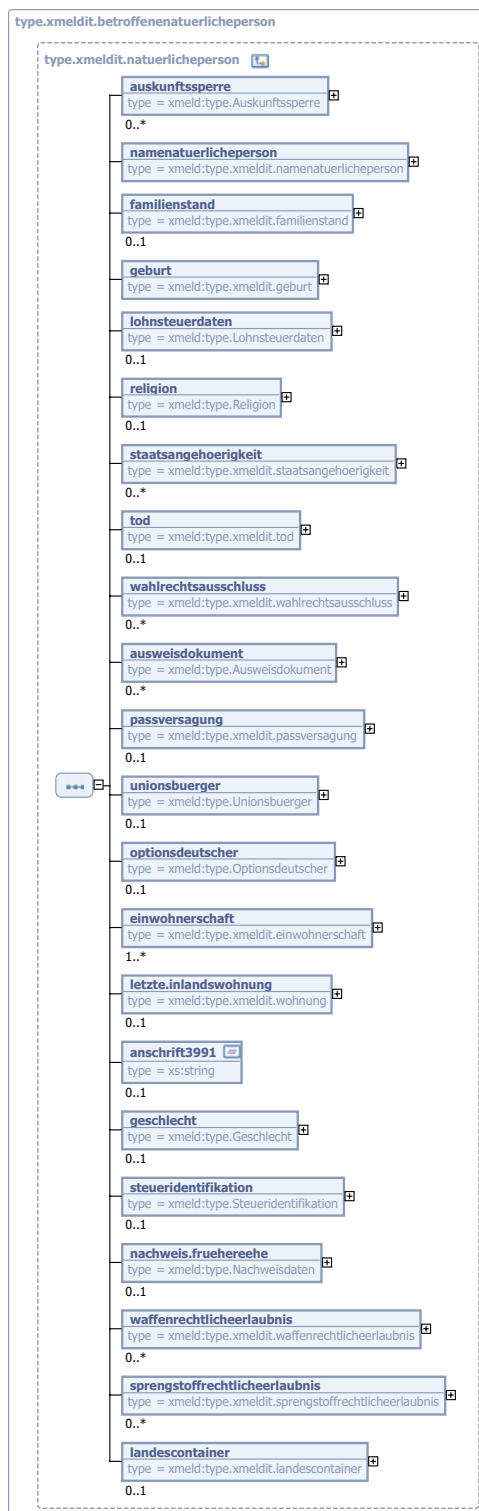 type.xmeldit.betroffenenatuerlicheperson
type.xmeldit.natuerlicheperson
auskunftssperre
type = xmeld:type.Auskunftssperre
0..*
namenatuerlicheperson
type = xmeld:type.xmeldit.namenatuerlicheperson
familienstand
type = xmeld:type.xmeldit.familienstand
0..1
geburt
type = xmeld:type.xmeldit.geburt
lohnsteuerdaten
type = xmeld:type.Lohnsteuerdaten
0..1
religion
type = xmeld:type.Religion
0..1
staatsangehoerigkeit
type = xmeld:type.xmeldit.staatsangehoerigkeit
0..*
tod
type = xmeld:type.xmeldit.tod
0..1
wahlrechtsausschluss
type = xmeld:type.xmeldit.wahlrechtsausschluss
0..*
ausweisdokument
type = xmeld:type.Ausweisdokument
0..*
passversagung
type = xmeld:type.xmeldit.passversagung
0..1
unionsbuerger
type = xmeld:type.Unionsbuerger
0..1
optionsdeutscher
type = xmeld:type.Optionsdeutscher
0..1
einwohnerschaft
type = xmeld:type.xmeldit.einwohnerschaft
1..*
letzte.inlandswohnung
type = xmeld:type.xmeldit.wohnung
0..1
anschrift3991
type = xs:string
0..1
geschlecht
type = xmeld:type.Geschlecht
0..1
steueridentifikation
type = xmeld:type.Steueridentifikation
0..1
nachweis.fruehereehe
type = xmeld:type.Nachweisdaten
0..1
waffenrechtlicheerlaubnis
type = xmeld:type.xmeldit.waffenrechtlicheerlaubnis
0..*
sprengstoffrechtlicheerlaubnis
type = xmeld:type.xmeldit.sprengstoffrechtlicheerlaubnis
0..*
landescontainer
type = xmeld:type.xmeldit.landescontainer
0..1